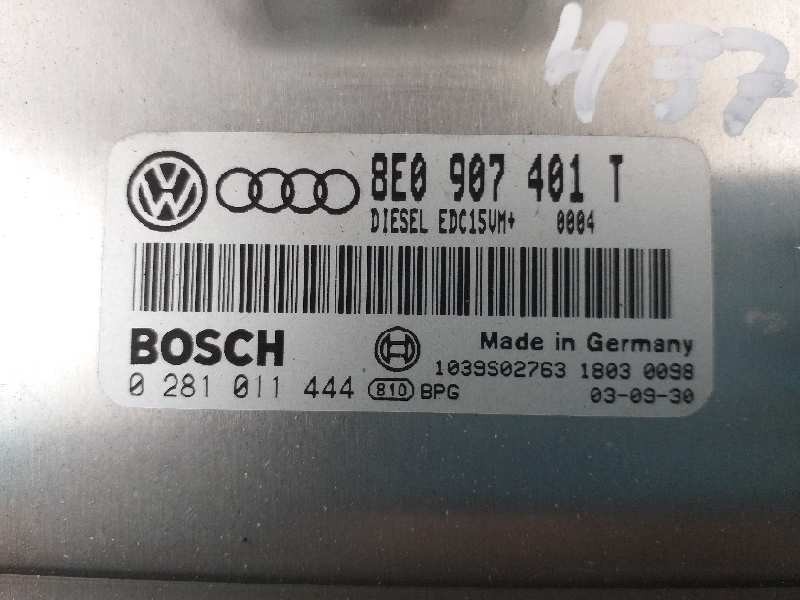 437
VW 8E0 907 401 T
DIESEL EDC15VM+ 0004
BOSCH Made in Germany
1039S02763 1803 0098
0 281 011 444 810 BPG 03-09-30